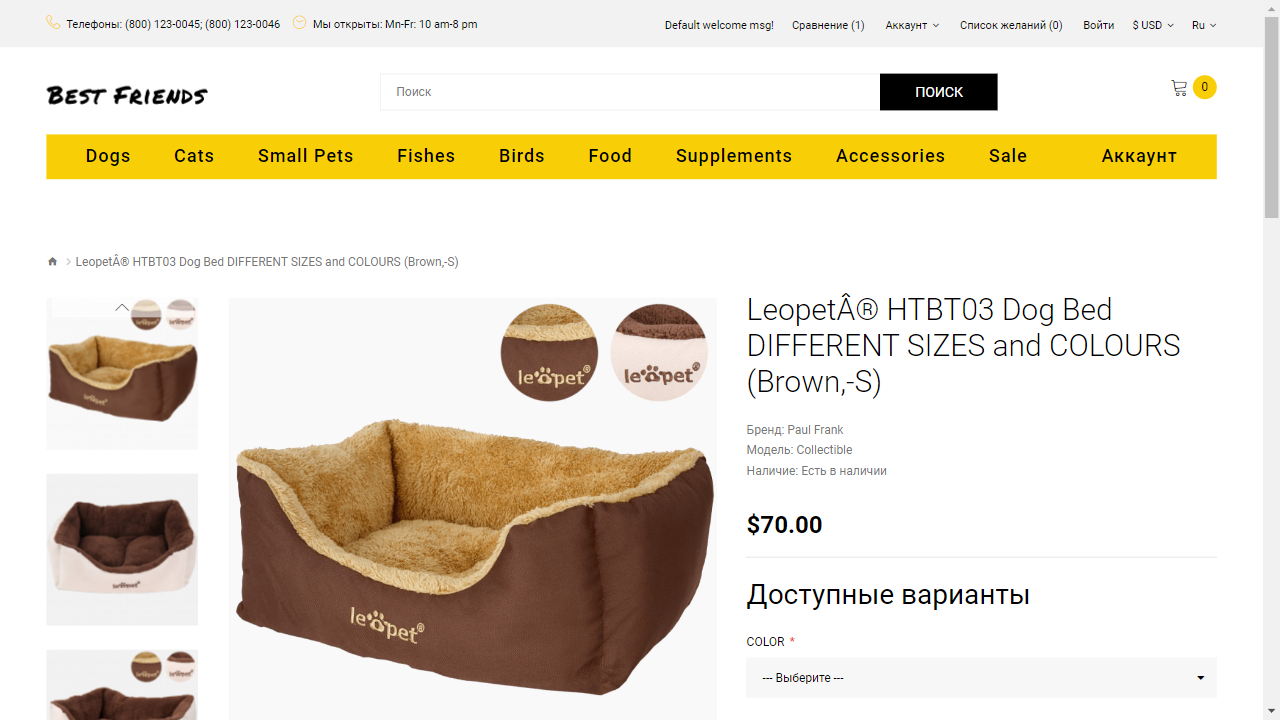 Телефоны: (800) 123-0045; (800) 123-0046 Мы открыты: Mn-Fr: 10 am-8 pm
Default welcome msg! Сравнение (1) Аккаунт Список желаний (0) Войти $ USD Ru
Best Friends
Поиск
ПОИСК
0
Dogs Cats Small Pets Fishes Birds Food Supplements Accessories Sale Аккаунт
LeopetÂ® HTBT03 Dog Bed DIFFERENT SIZES and COLOURS (Brown,-S)
leopet®
leopet®
leopet®
LeopetÂ® HTBT03 Dog Bed
DIFFERENT SIZES and COLOURS
(Brown,-S)
Бренд: Paul Frank
Модель: Collectible
Наличие: Есть в наличии
$70.00
Доступные варианты
COLOR *
--- Выберите ---